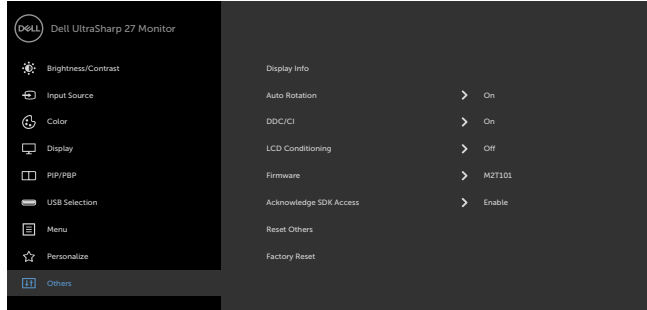 DELL Dell UltraSharp 27 Monitor
Brightness/Contrast
Input Source
Color
Display
PIP/PBP
USB Selection
Menu
Personalize
Others
Display Info
Auto Rotation > On
DDC/CI > On
LCD Conditioning > Off
Firmware > M2T101
Acknowledge SDK Access > Enable
Reset Others
Factory Reset